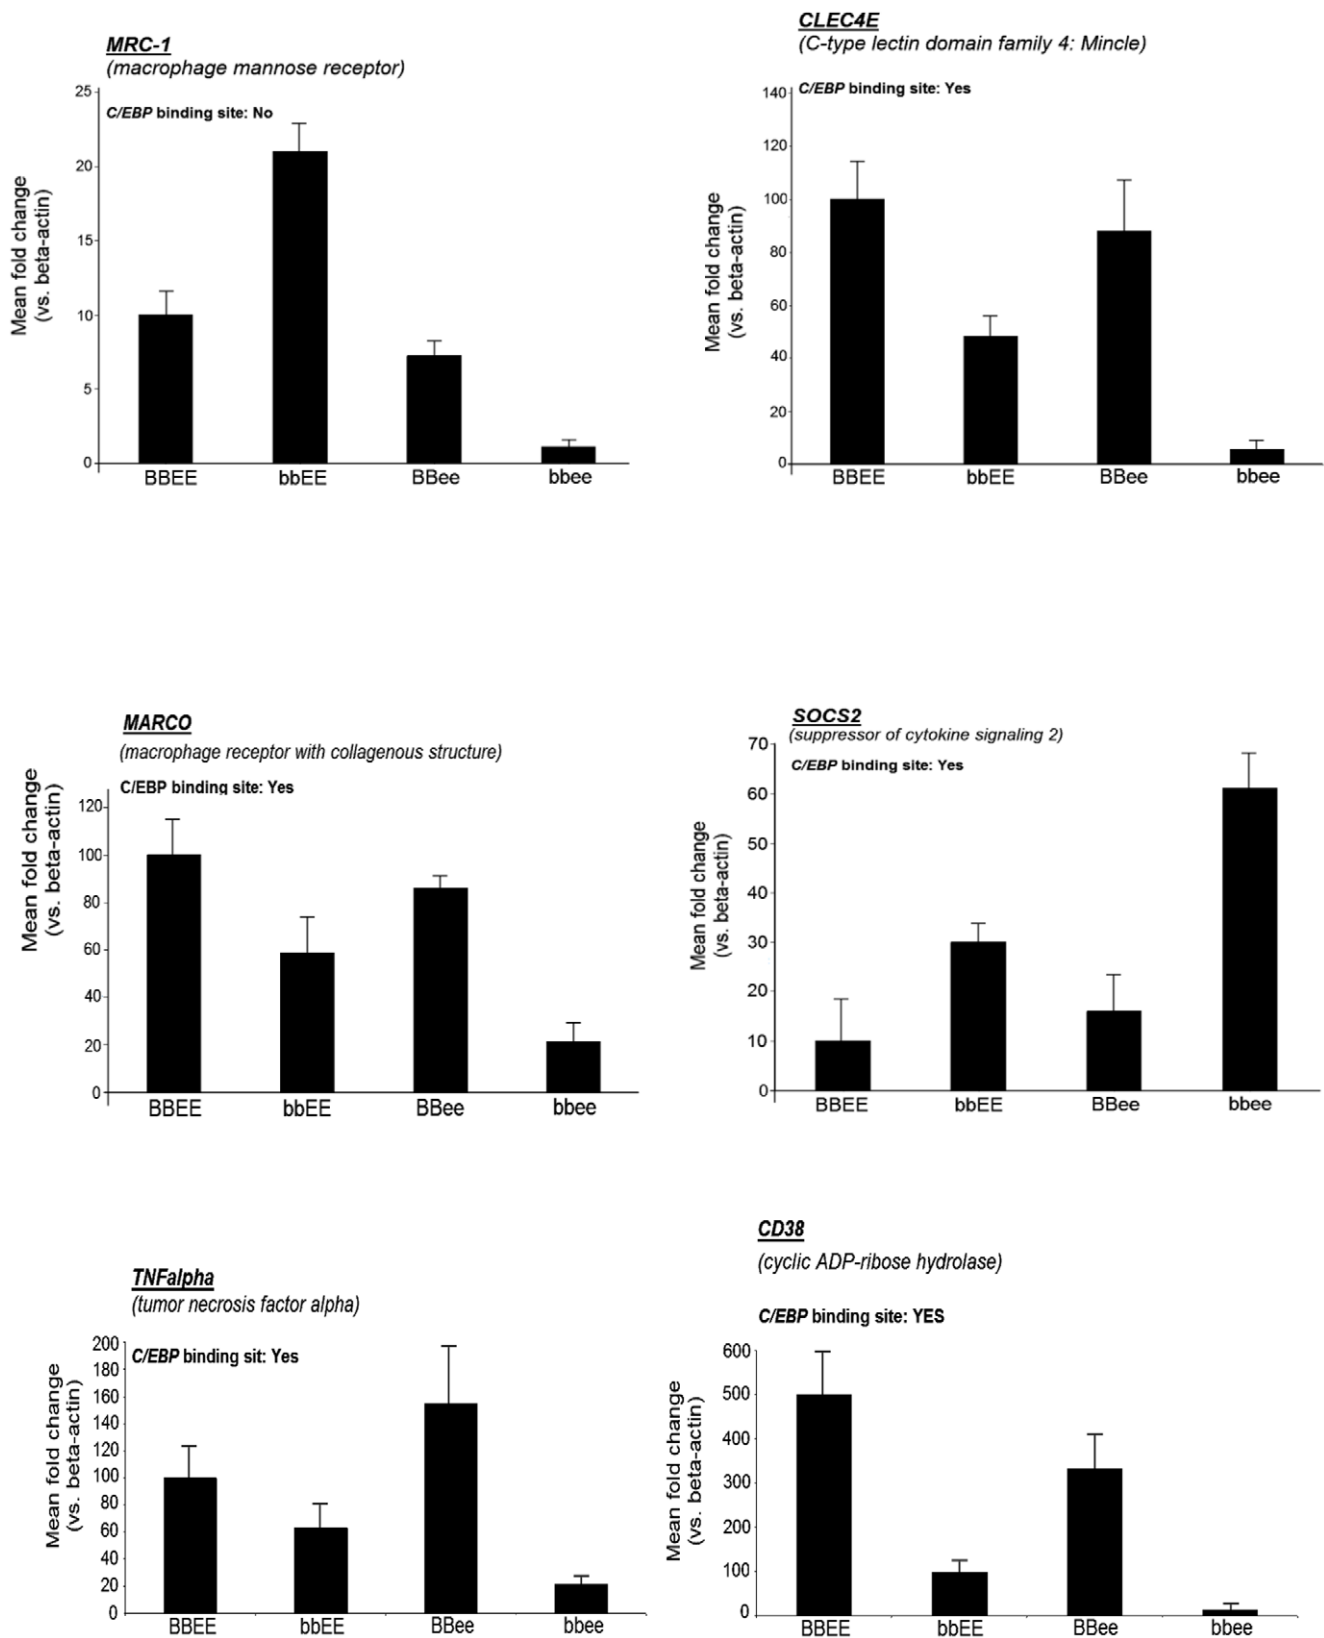 MRC-1
(macrophage mannose receptor)
C/EBP binding site: No
Mean fold change
(vs. beta-actin)
25
20
15
10
5
0
BBEE bbEE BBee bbee
CLEC4E
(C-type lectin domain family 4: Mincle)
C/EBP binding site: Yes
Mean fold change
(vs. beta-actin)
140
120
100
80
60
40
20
0
BBEE bbEE BBee bbee
MARCO
(macrophage receptor with collagenous structure)
C/EBP binding site: Yes
Mean fold change
(vs. beta-actin)
120
100
80
60
40
20
0
BBEE bbEE BBee bbee
SOCS2
(suppressor of cytokine signaling 2)
C/EBP binding site: Yes
Mean fold change
(vs. beta-actin)
70
60
50
40
30
20
10
0
BBEE bbEE BBee bbee
TNFalpha
(tumor necrosis factor alpha)
C/EBP binding sit: Yes
Mean fold change
(vs. beta-actin)
200
180
160
140
120
100
80
60
40
20
0
BBEE bbEE BBee bbee
CD38
(cyclic ADP-ribose hydrolase)
C/EBP binding site: YES
Mean fold change
(vs. beta-actin)
600
500
400
300
200
100
0
BBEE bbEE BBee bbee